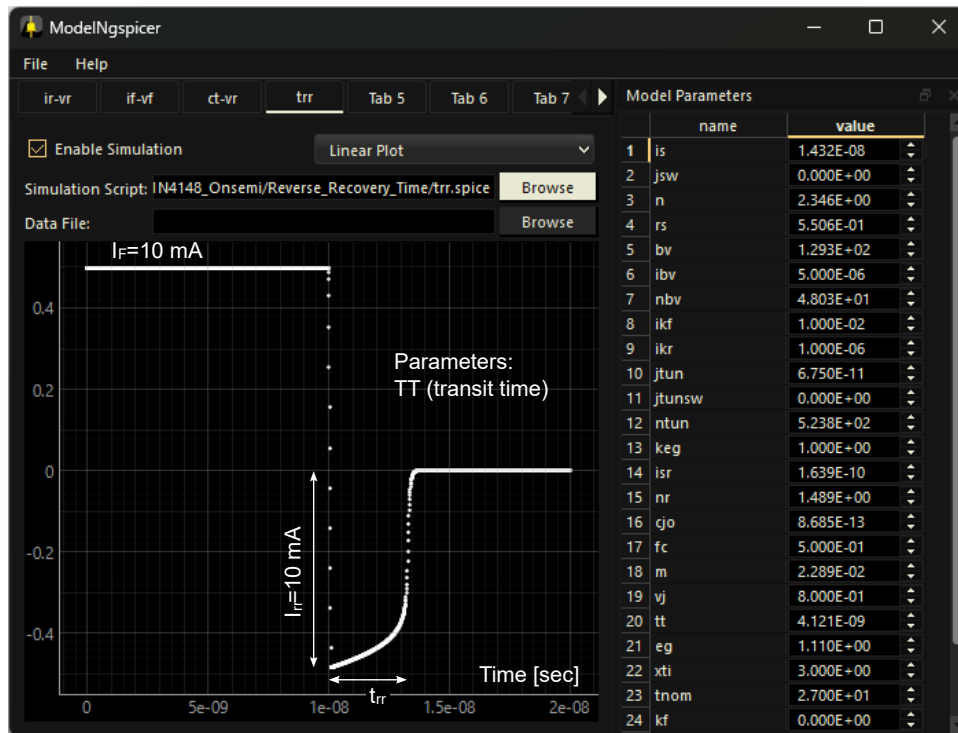 ModelNgspicer
File Help
ir-vr if-vf ct-vr trr Tab 5 Tab 6 Tab 7
Enable Simulation Linear Plot
Simulation Script: IN4148_Onsemi/Reverse_Recovery_Time/trr.spice Browse
Data File: Browse
IF=10 mA
0.4
Parameters:
TT (transit time)
0.2
0
Irr=10 mA
-0.2
-0.4
Time [sec]
trr
0 5e-09 1e-08 1.5e-08 2e-08
Model Parameters
name value
1 is 1.432E-08
2 jsw 0.000E+00
3 n 2.346E+00
4 rs 5.506E-01
5 bv 1.293E+02
6 ibv 5.000E-06
7 nbv 4.803E+01
8 ikf 1.000E-02
9 ikr 1.000E-06
10 jtun 6.750E-11
11 jtunsw 0.000E+00
12 ntun 5.238E+02
13 keg 1.000E+00
14 isr 1.639E-10
15 nr 1.489E+00
16 cjo 8.685E-13
17 fc 5.000E-01
18 m 2.289E-02
19 vj 8.000E-01
20 tt 4.121E-09
21 eg 1.110E+00
22 xti 3.000E+00
23 tnom 2.700E+01
24 kf 0.000E+00